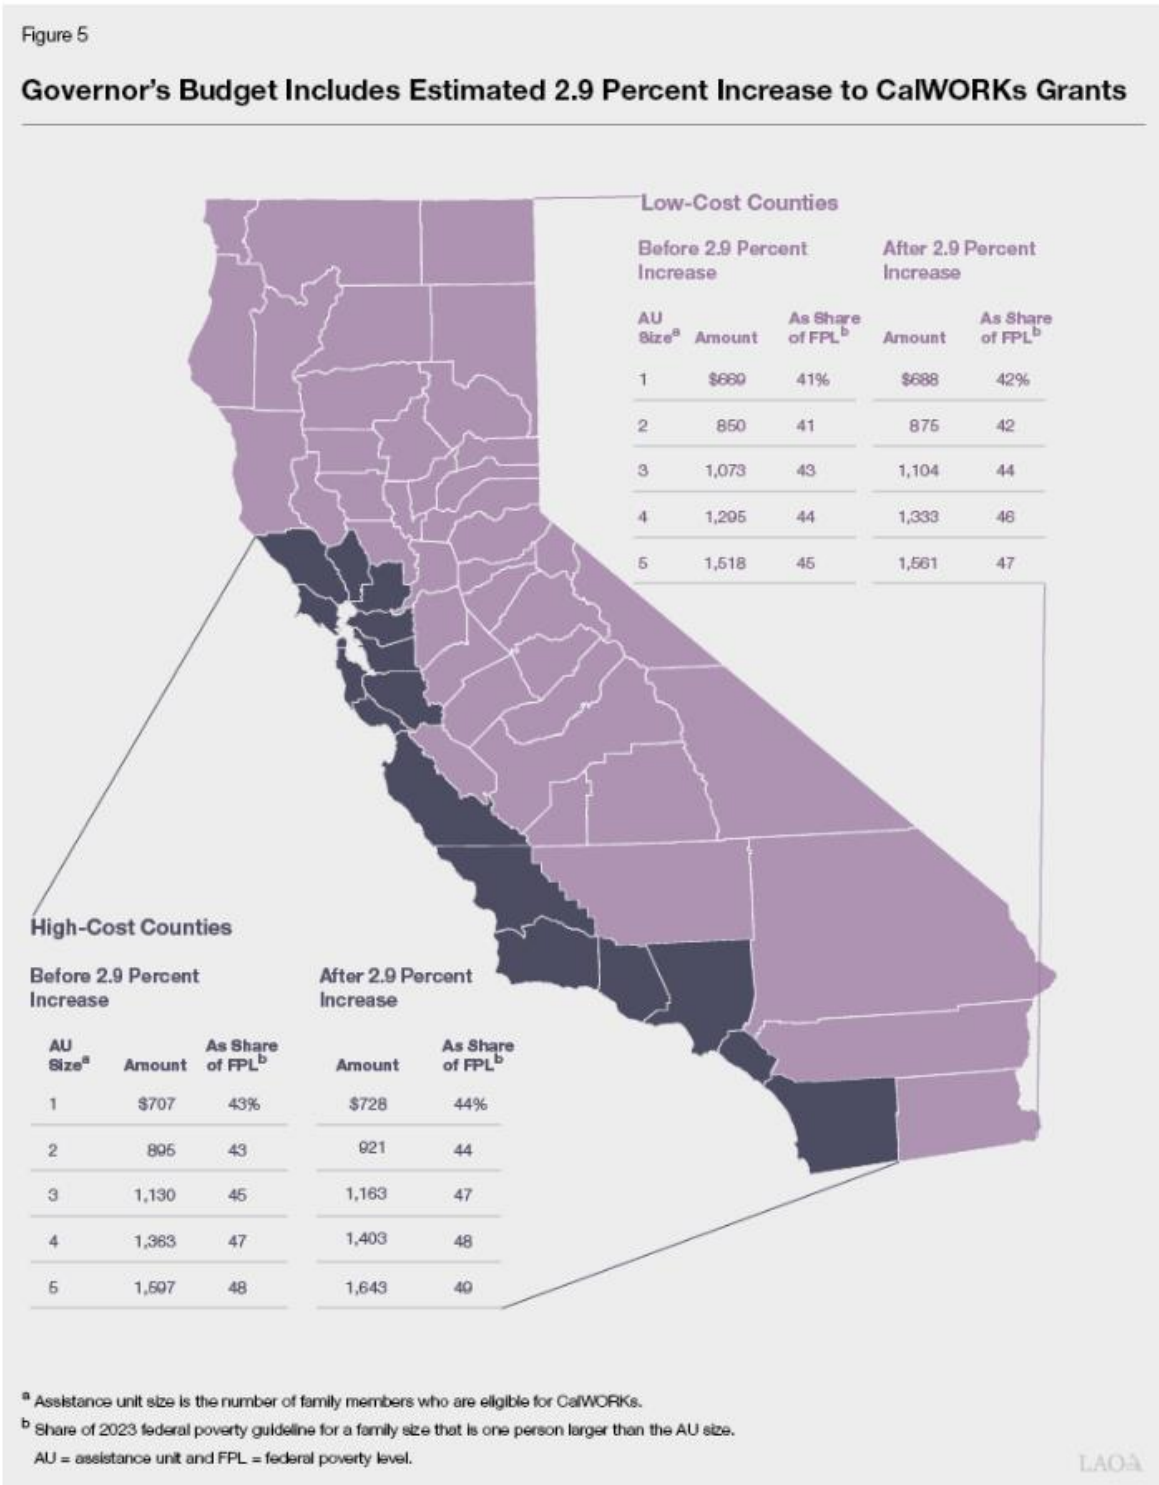 Figure 5
Governor's Budget Includes Estimated 2.9 Percent Increase to CalWORKs Grants
Low-Cost Counties
Before 2.9 Percent Increase After 2.9 Percent Increase
AU Sizeᵃ Amount As Share of FPLᵇ Amount As Share of FPLᵇ
1 $669 41% $688 42%
2 850 41 875 42
3 1,073 43 1,104 44
4 1,295 44 1,333 46
5 1,518 45 1,561 47
High-Cost Counties
Before 2.9 Percent Increase After 2.9 Percent Increase
AU Sizeᵃ Amount As Share of FPLᵇ Amount As Share of FPLᵇ
1 $707 43% $728 44%
2 895 43 921 44
3 1,130 45 1,163 47
4 1,363 47 1,403 48
5 1,597 48 1,643 49
ᵃ Assistance unit size is the number of family members who are eligible for CalWORKs.
ᵇ Share of 2023 federal poverty guideline for a family size that is one person larger than the AU size.
AU = assistance unit and FPL = federal poverty level.
LAO